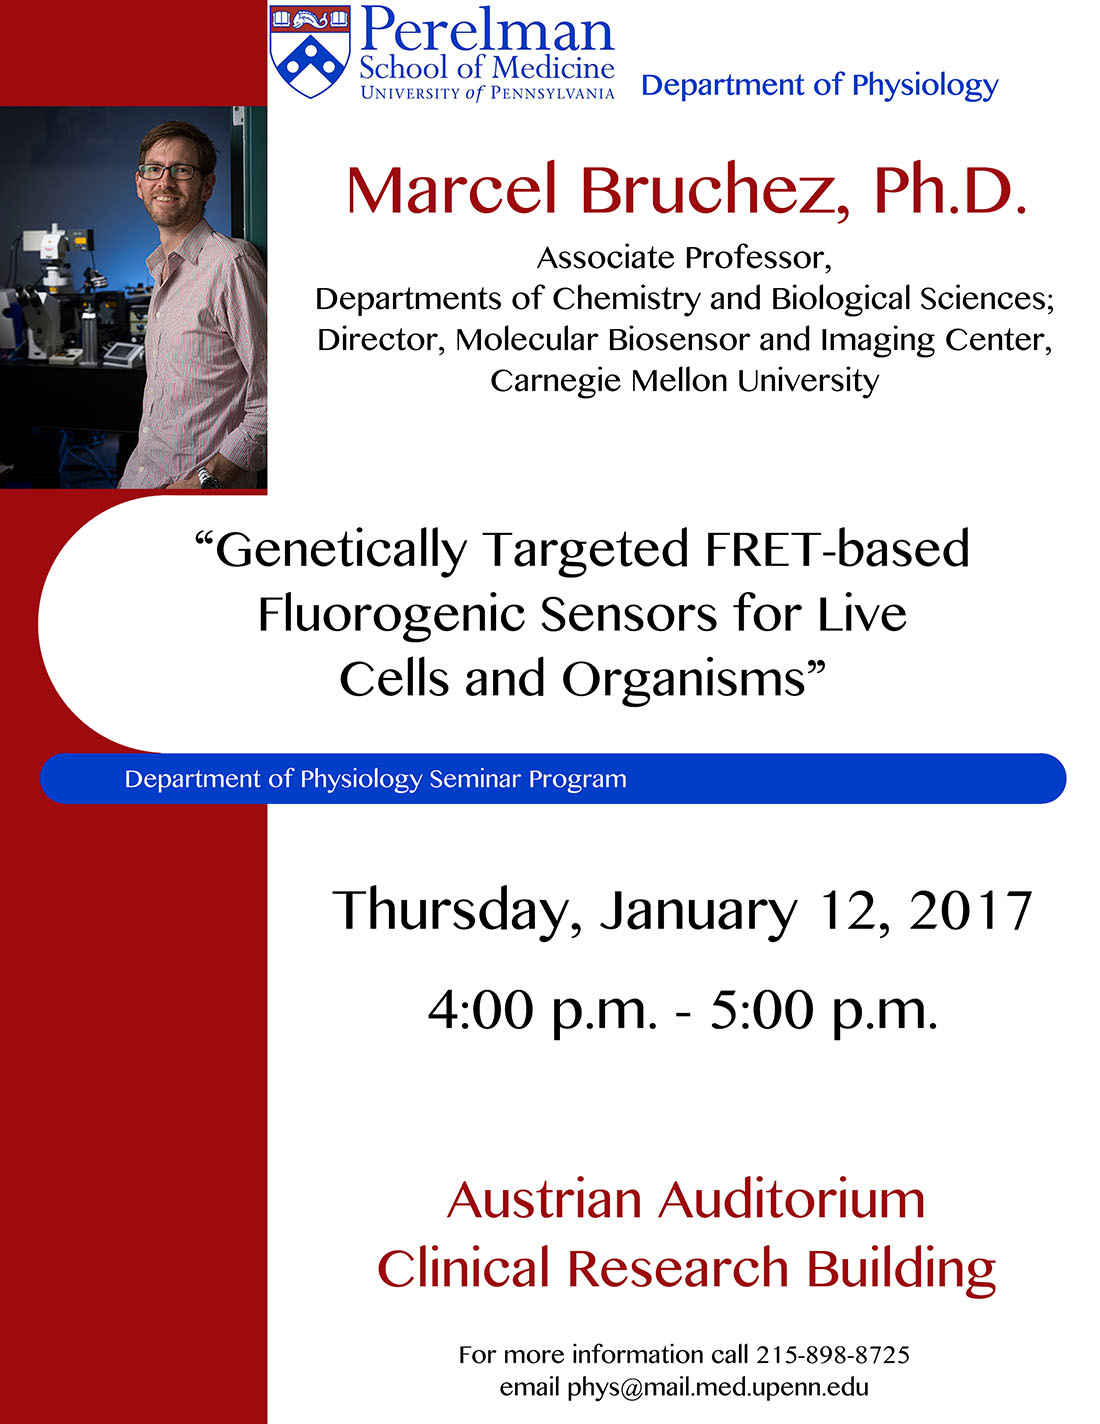 Perelman
School of Medicine
University of Pennsylvania
Department of Physiology
Marcel Bruchez, Ph.D.
Associate Professor,
Departments of Chemistry and Biological Sciences;
Director, Molecular Biosensor and Imaging Center,
Carnegie Mellon University
“Genetically Targeted FRET-based
Fluorogenic Sensors for Live
Cells and Organisms”
Department of Physiology Seminar Program
Thursday, January 12, 2017
4:00 p.m. - 5:00 p.m.
Austrian Auditorium
Clinical Research Building
For more information call 215-898-8725
email phys@mail.med.upenn.edu